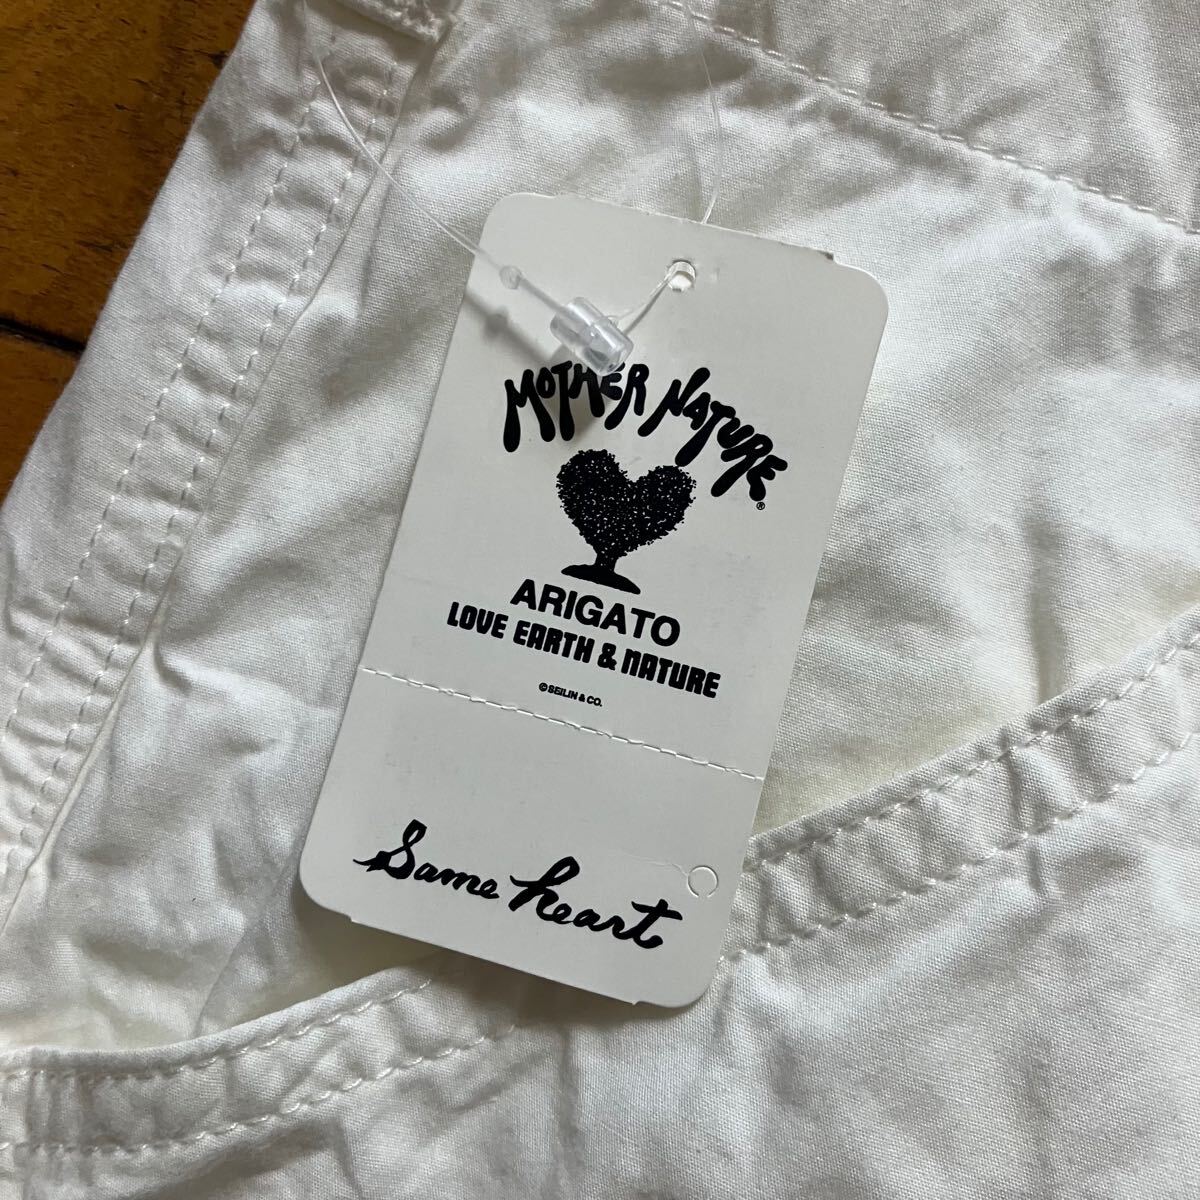 MOTHER NATURE ®
ARIGATO
LOVE EARTH & NATURE
© SEILIN & CO.
Same heart